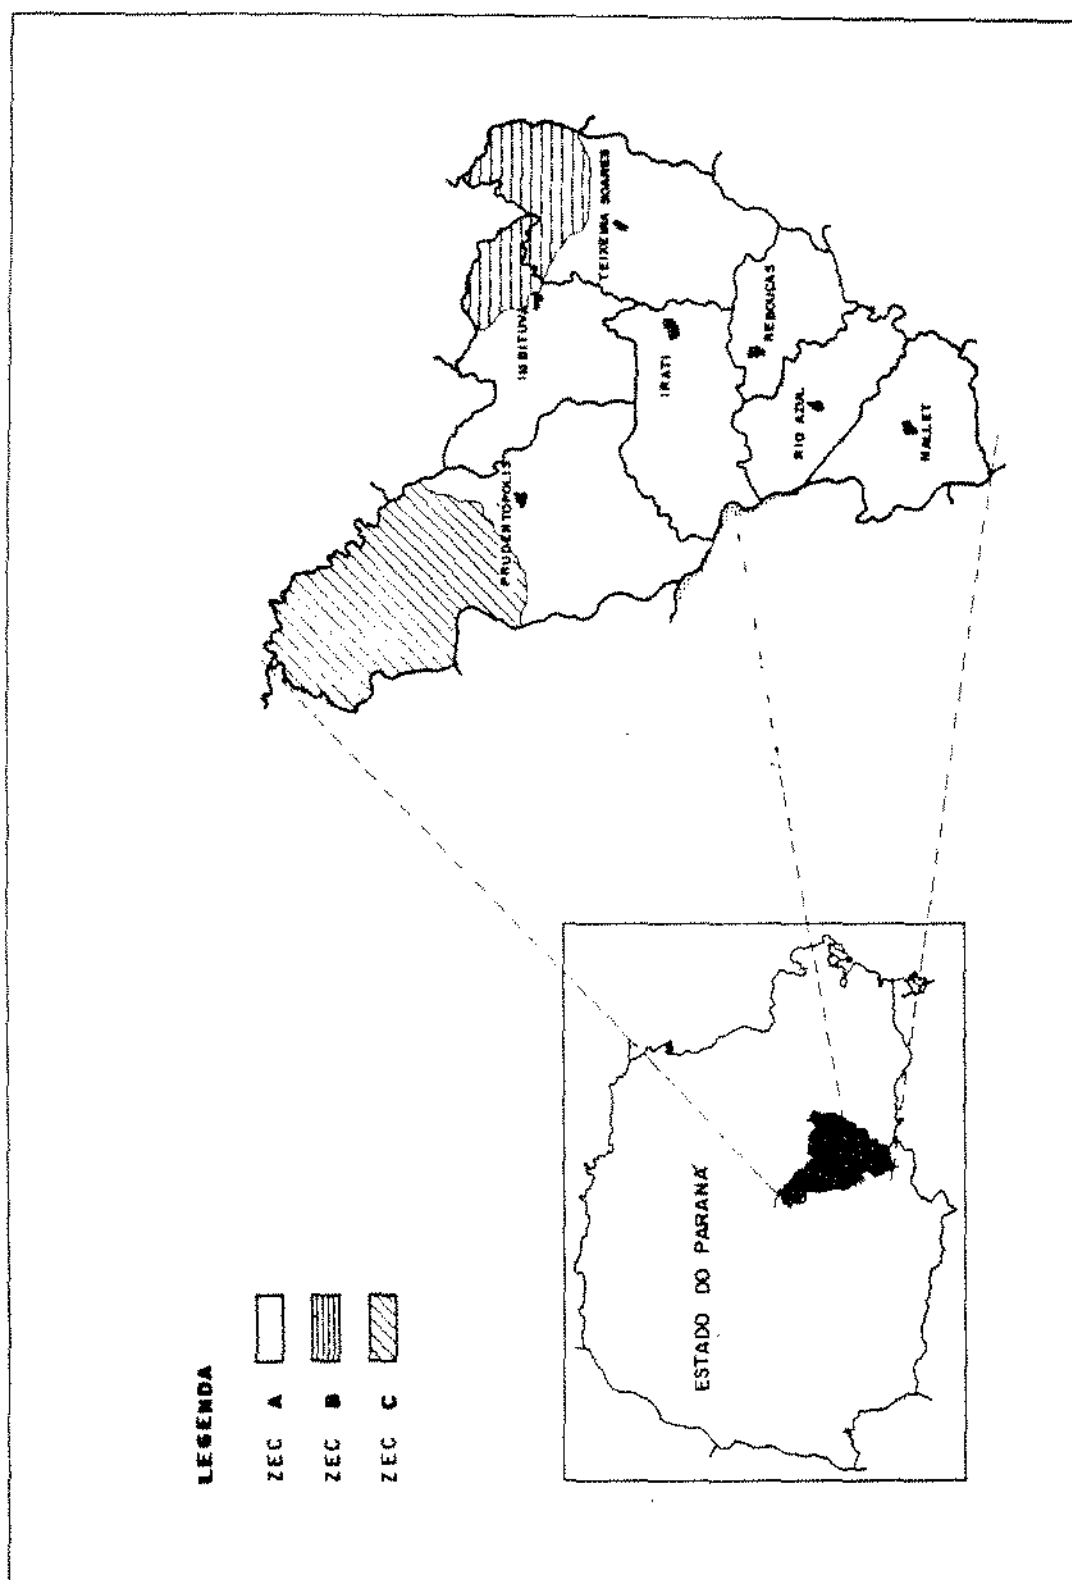 LEGENDA
ZEC A
ZEC B
ZEC C
ESTADO DO PARANÁ
PRUDENTÓPOLIS
IMBITUVA
TEIXEIRA SOARES
IRATI
REBOUÇAS
RIO AZUL
MALLET